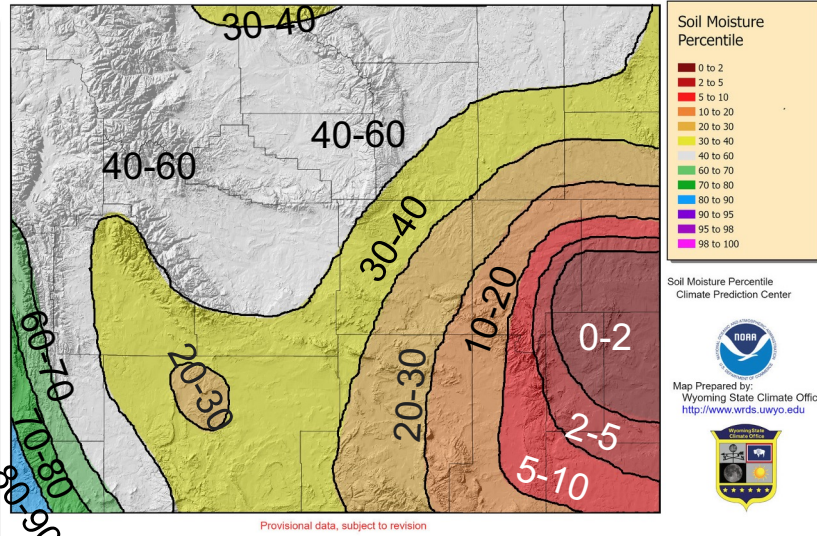 30-40
40-60
40-60
30-40
60-70
70-80
80-90
20-30
20-30
10-20
0-2
2-5
5-10
Provisional data, subject to revision
Soil Moisture
Percentile
0 to 2
2 to 5
5 to 10
10 to 20
20 to 30
30 to 40
40 to 60
60 to 70
70 to 80
80 to 90
90 to 95
95 to 98
98 to 100
Soil Moisture Percentile
Climate Prediction Center
NOAA
Map Prepared by:
Wyoming State Climate Offic
http://www.wrds.uwyo.edu
Wyoming State
Climate Office